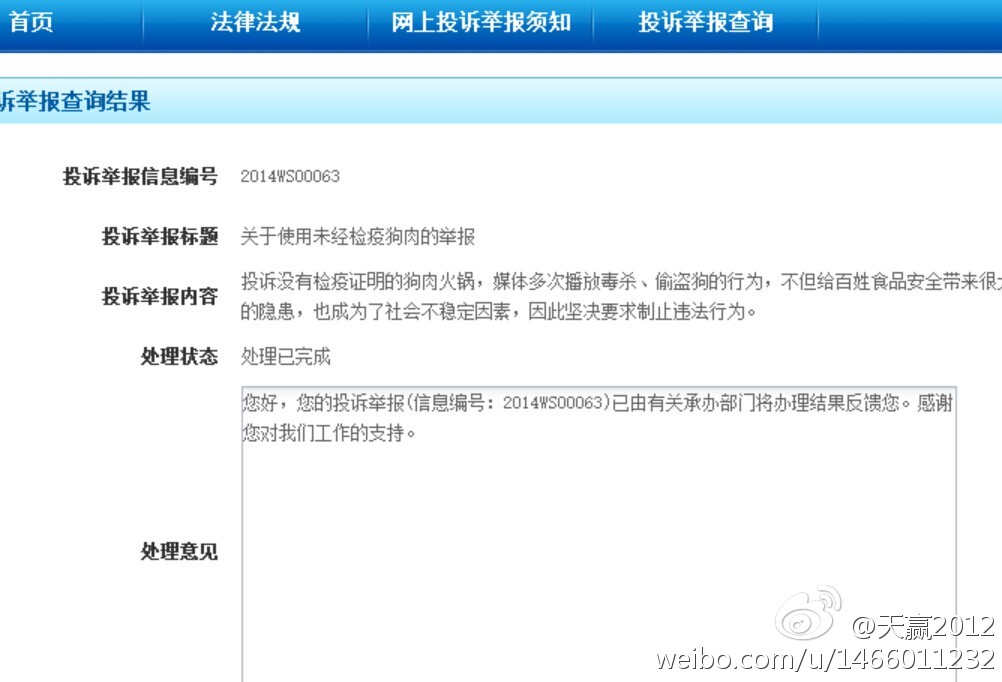 首页 法律法规 网上投诉举报须知 投诉举报查询
诉举报查询结果
投诉举报信息编号 2014WS00063
投诉举报标题 关于使用未经检疫狗肉的举报
投诉举报内容 投诉没有检疫证明的狗肉火锅，媒体多次播放毒杀、偷盗狗的行为，不但给百姓食品安全带来很大
的隐患，也成为了社会不稳定因素，因此坚决要求制止违法行为。
处理状态 处理已完成
处理意见
您好，您的投诉举报(信息编号：2014WS00063)已由有关承办部门将办理结果反馈您。感谢
您对我们工作的支持。
@天赢2012
weibo.com/u/1466011232